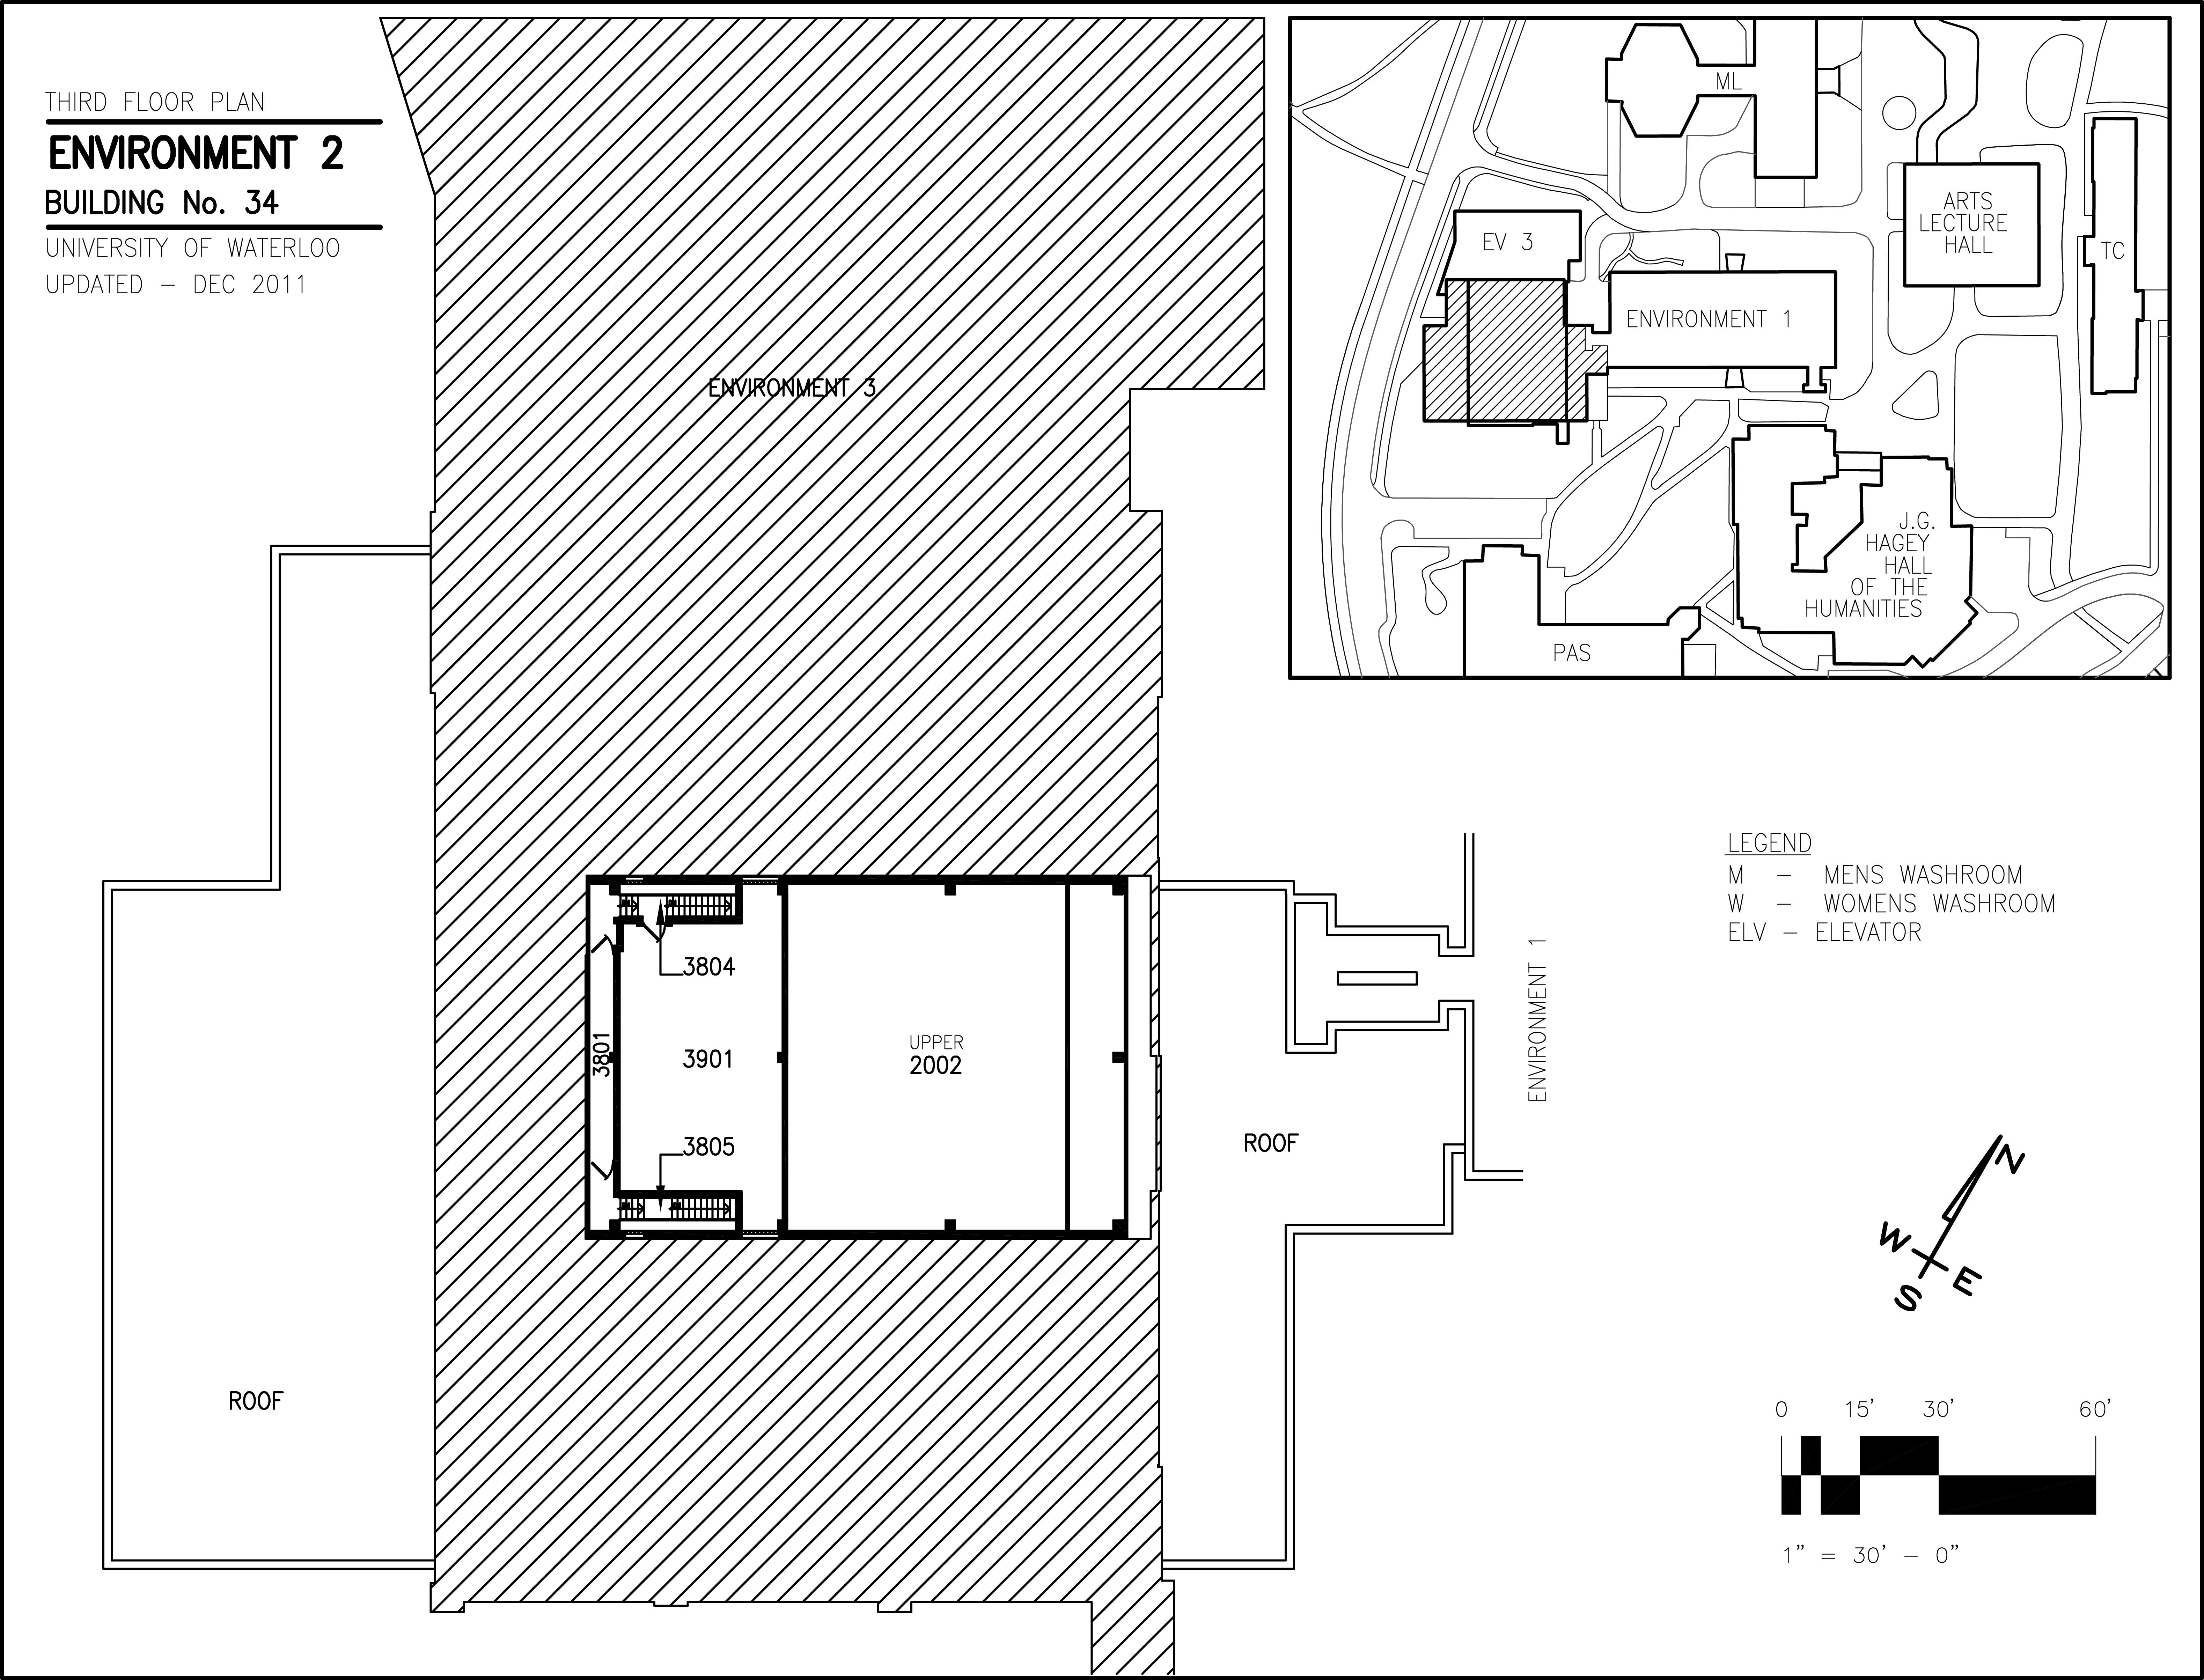 THIRD FLOOR PLAN
ENVIRONMENT 2
BUILDING No. 34
UNIVERSITY OF WATERLOO
UPDATED – DEC 2011
ENVIRONMENT 3
ML
EV 3
ENVIRONMENT 1
ARTS
LECTURE
HALL
TC
J.G.
HAGEY
HALL
OF THE
HUMANITIES
PAS
LEGEND
M – MENS WASHROOM
W – WOMENS WASHROOM
ELV – ELEVATOR
3804
3801
3901
3805
UPPER
2002
ROOF
ROOF
ENVIRONMENT 1
N
W
E
S
0 15' 30' 60'
1" = 30' – 0"